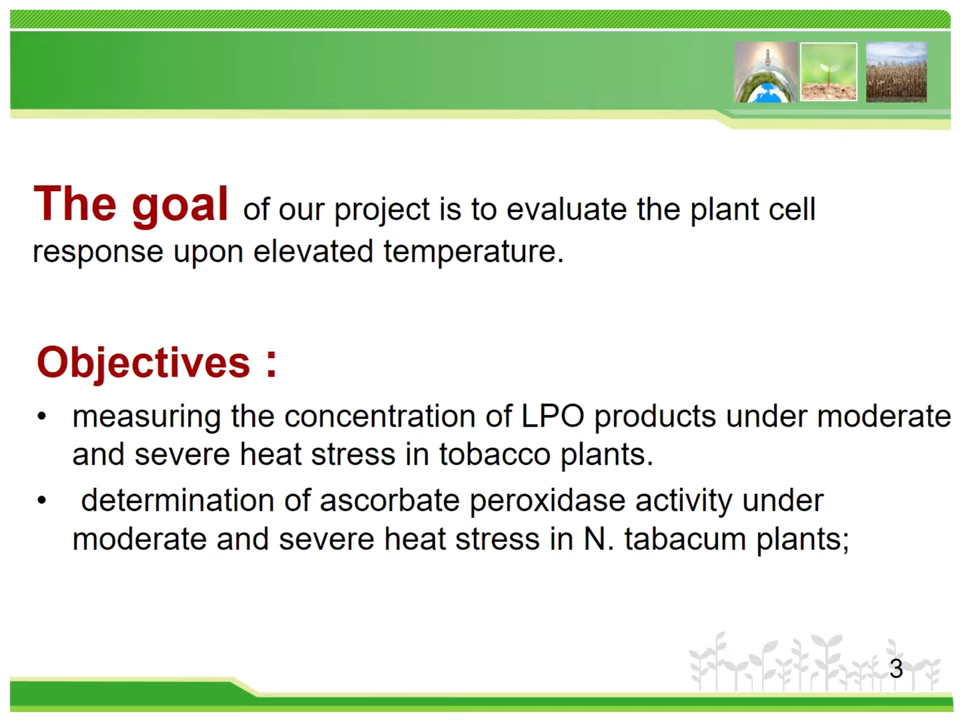 The goal of our project is to evaluate the plant cell
response upon elevated temperature.
Objectives :
• measuring the concentration of LPO products under moderate
and severe heat stress in tobacco plants.
• determination of ascorbate peroxidase activity under
moderate and severe heat stress in N. tabacum plants;
3